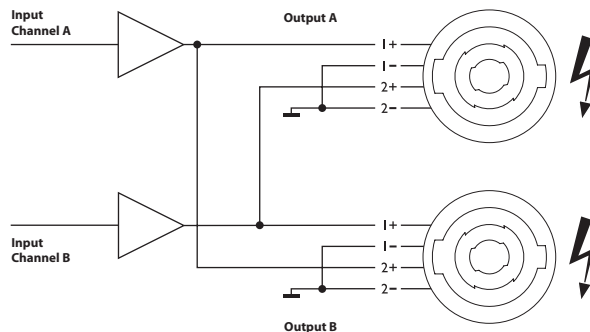 Input
Channel A
Output A
1+
1−
2+
2−
Input
Channel B
1+
1−
2+
2−
Output B